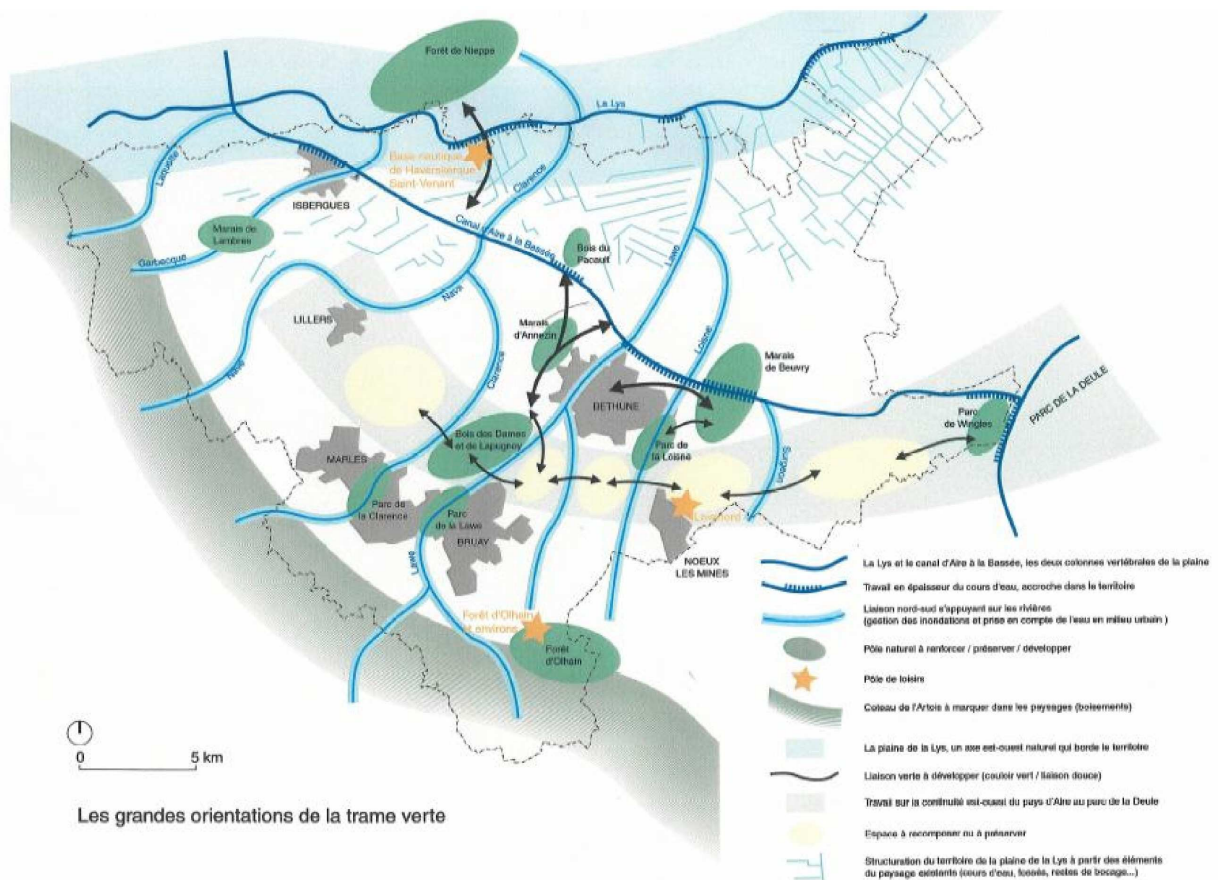 Forêt de Nieppe
La Lys
Laquette
Base nautique
de Haverskerque
Saint-Venant
Clarence
ISBERGUES
Canal d'Aire à la Bassée
Marais de
Lambres
Bois du
Pacault
Lawe
Garbecque
Nave
LILLERS
Marais
d'Annezin
Loisne
Marais
de Beuvry
Clarence
Nave
PARC DE LA DEULE
BETHUNE
Parc
de Wingles
Bois des Dames
et de Lapugnoy
Parc de
la Loisne
Surgeon
MARLES
Parc de
la Clarence
Parc
de la Lawe
BRUAY
Loisinord
NOEUX
LES MINES
Lawe
Forêt d'Olhain
et environs
Forêt
d'Olhain
0 5 km
Les grandes orientations de la trame verte
La Lys et le canal d'Aire à la Bassée, les deux colonnes vertébrales de la plaine
Travail en épaisseur du cours d'eau, accroche dans le territoire
Liaison nord-sud s'appuyant sur les rivières
(gestion des inondations et prise en compte de l'eau en milieu urbain )
Pôle naturel à renforcer / préserver / développer
Pôle de loisirs
Coteau de l'Artois à marquer dans les paysages (boisements)
La plaine de la Lys, un axe est-ouest naturel qui borde le territoire
Liaison verte à développer (couloir vert / liaison douce)
Travail sur la continuité est-ouest du pays d'Aire au parc de la Deule
Espace à recomposer ou à préserver
Structuration du territoire de la plaine de la Lys à partir des éléments
du paysage existants (cours d'eau, fossés, restes de bocage...)